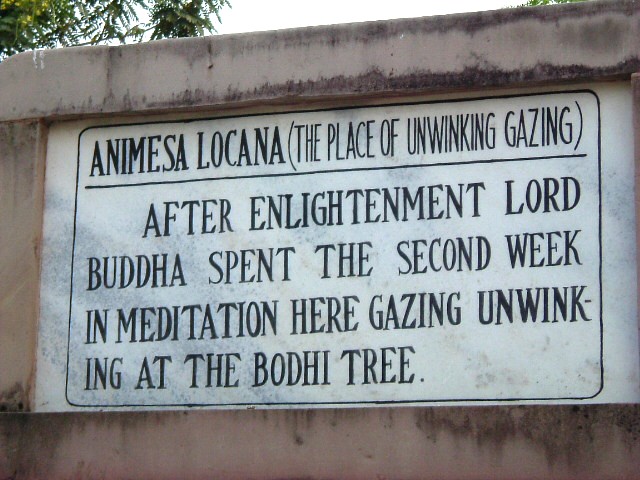 ANIMESA LOCANA (THE PLACE OF UNWINKING GAZING)
AFTER ENLIGHTENMENT LORD
BUDDHA SPENT THE SECOND WEEK
IN MEDITATION HERE GAZING UNWINK-
ING AT THE BODHI TREE.